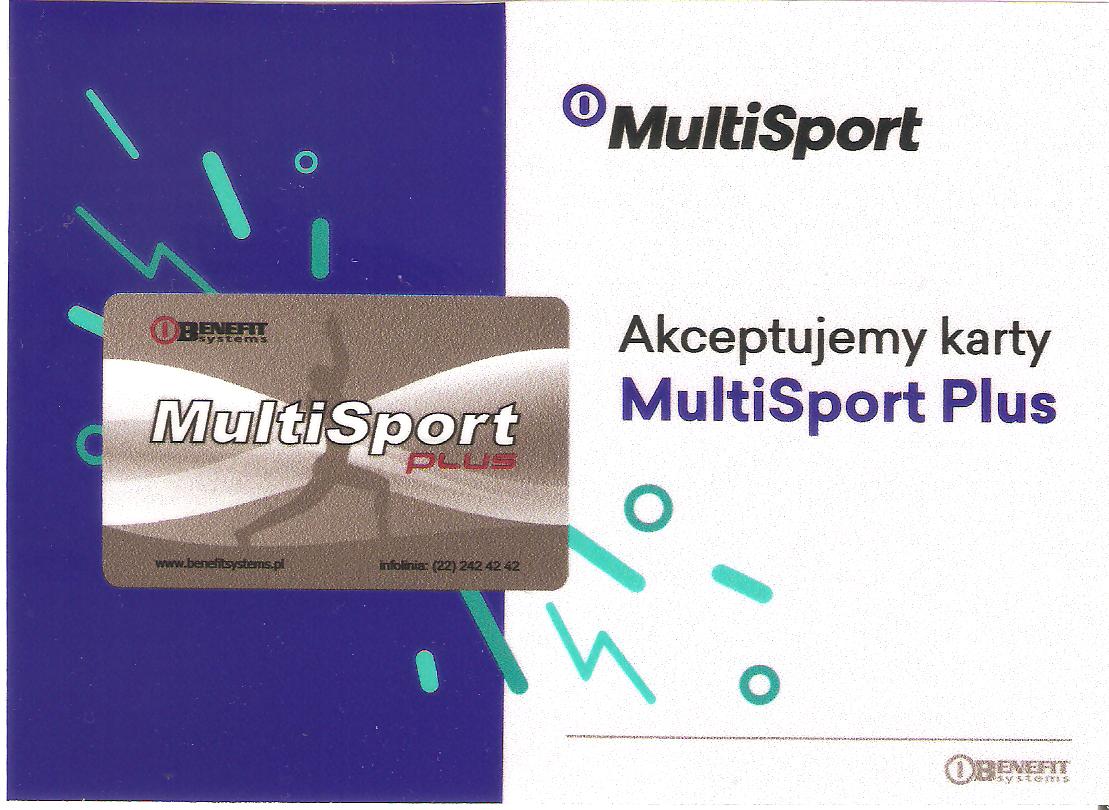 MultiSport
Akceptujemy karty
MultiSport Plus
BENEFIT
systems
MultiSport
PLUS
www.benefitsystems.pl
infolinia: (22) 242 42 42
BENEFIT
systems